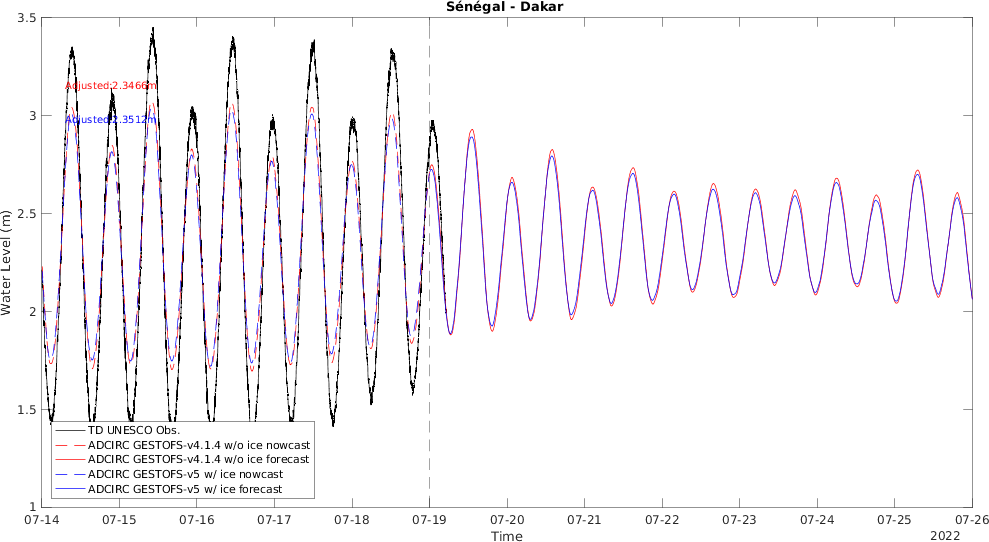 Sénégal - Dakar
3.5
3
2.5
2
1.5
1
Water Level (m)
Adjusted:2.3466m
Adjusted:2.3512m
TD UNESCO Obs.
ADCIRC GESTOFS-v4.1.4 w/o ice nowcast
ADCIRC GESTOFS-v4.1.4 w/o ice forecast
ADCIRC GESTOFS-v5 w/ ice nowcast
ADCIRC GESTOFS-v5 w/ ice forecast
07-14 07-15 07-16 07-17 07-18 07-19 07-20 07-21 07-22 07-23 07-24 07-25 07-26
Time
2022